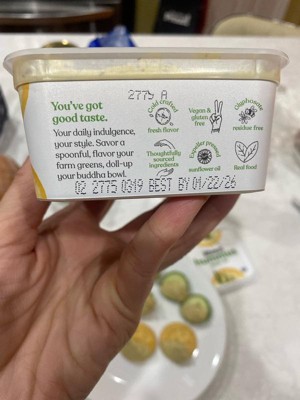 2775 A
You've got
good taste.
Your daily indulgence,
your style. Savor a
spoonful, flavor your
farm greens, doll-up
your buddha bowl.
Cold crafted
fresh flavor
Vegan &
gluten
free
Glyphosate
residue free
Thoughtfully
sourced
ingredients
Expeller pressed
sunflower oil
Real food
02 2775 0319 BEST BY 01/22/26